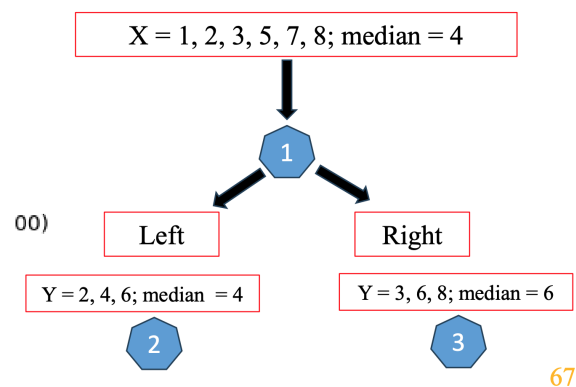 X = 1, 2, 3, 5, 7, 8; median = 4
1
00)
Left
Right
Y = 2, 4, 6; median = 4
Y = 3, 6, 8; median = 6
2
3
67